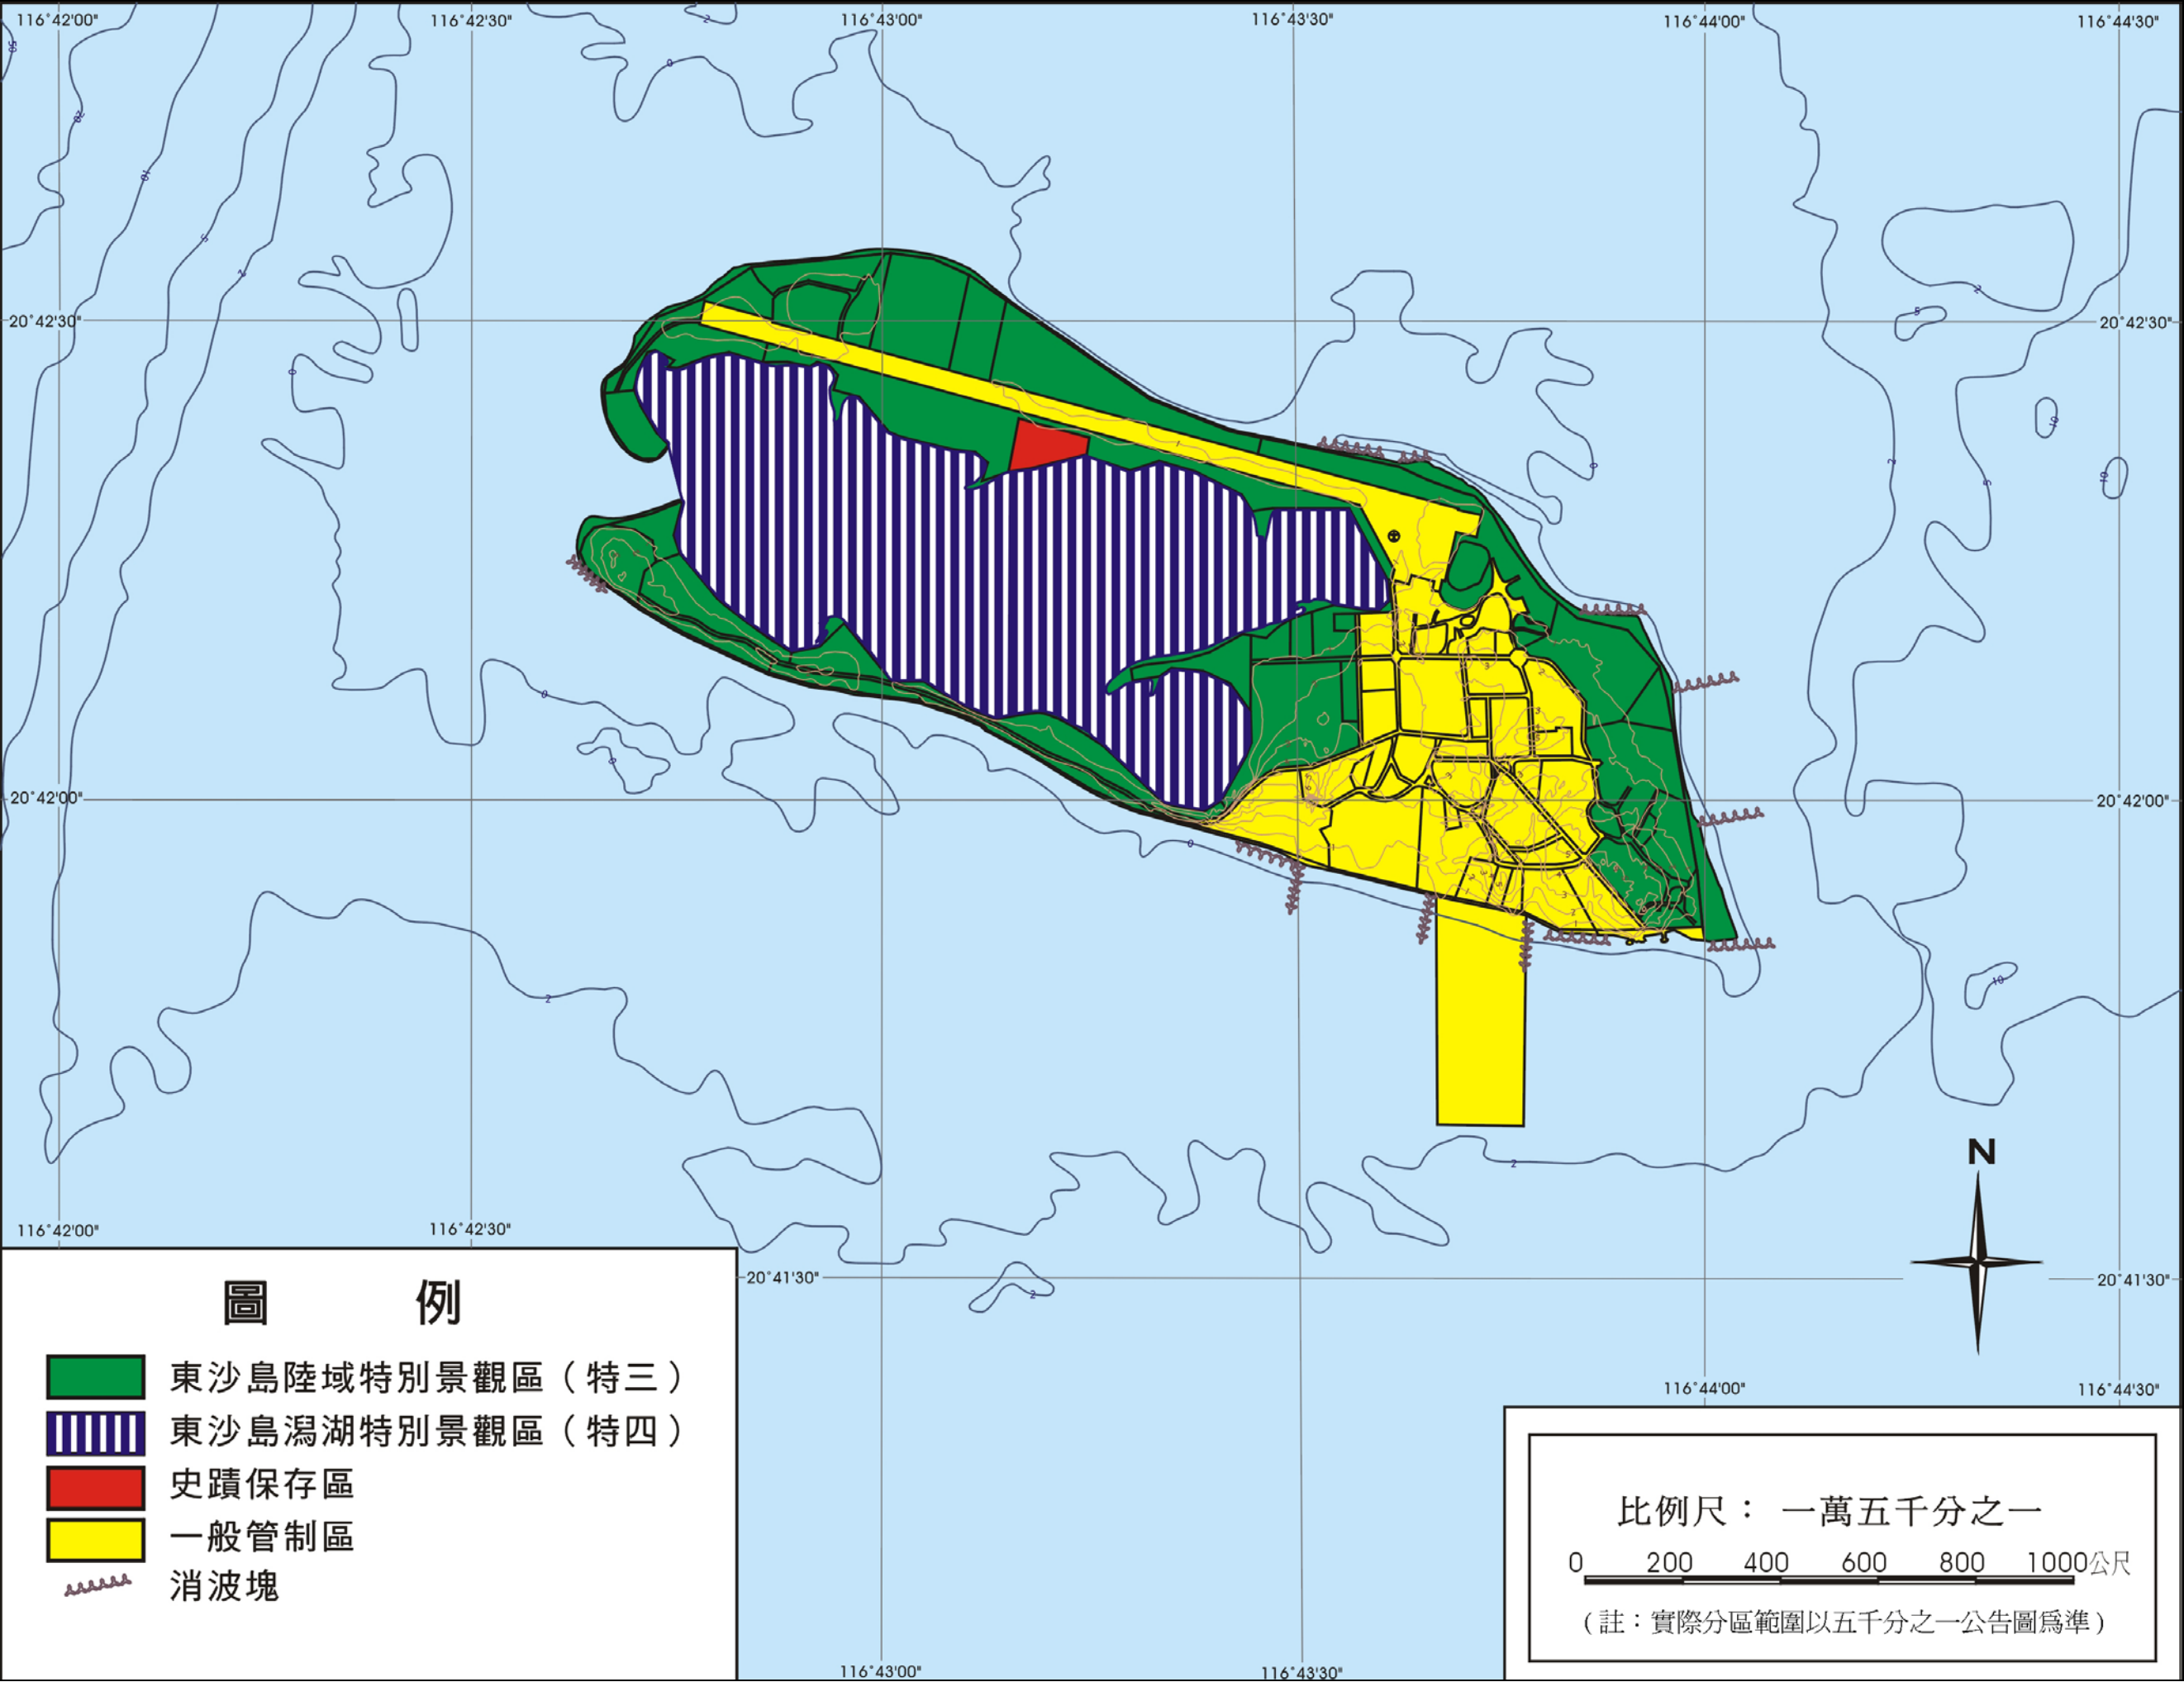 116°42'00" 116°42'30" 116°43'00" 116°43'30" 116°44'00" 116°44'30"
20°42'30" 20°42'30"
20°42'00" 20°42'00"
N
116°42'00" 116°42'30"
20°41'30" 20°41'30"
116°44'00" 116°44'30"
圖 例
東沙島陸域特別景觀區（特三）
東沙島潟湖特別景觀區（特四）
史蹟保存區
一般管制區
消波塊
比例尺： 一萬五千分之一
0 200 400 600 800 1000公尺
（註：實際分區範圍以五千分之一公告圖為準）
116°43'00" 116°43'30"